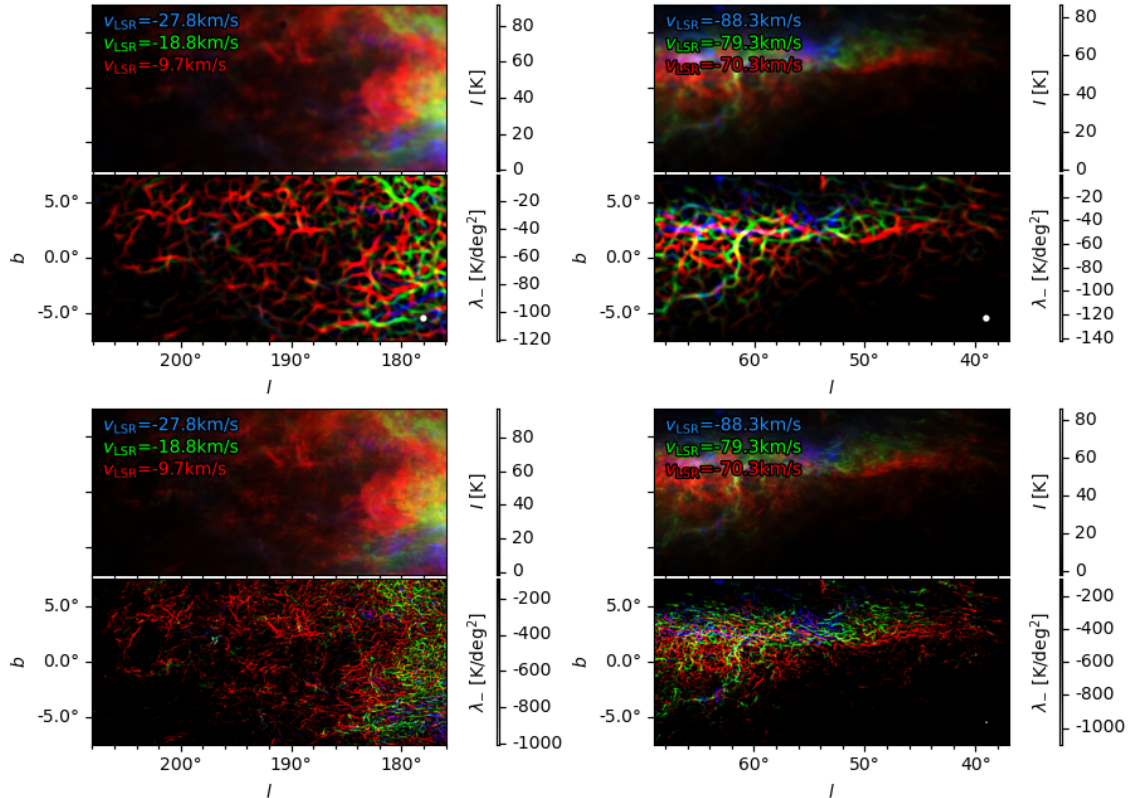 v_LSR=-27.8km/s
v_LSR=-18.8km/s
v_LSR=-9.7km/s
80
60
40
20
0
I [K]
5.0°
0.0°
-5.0°
b
-20
-40
-60
-80
-100
-120
λ_ [K/deg²]
200°
190°
180°
l
v_LSR=-88.3km/s
v_LSR=-79.3km/s
v_LSR=-70.3km/s
80
60
40
20
0
I [K]
5.0°
0.0°
-5.0°
b
-20
-40
-60
-80
-100
-120
-140
λ_ [K/deg²]
60°
50°
40°
l
v_LSR=-27.8km/s
v_LSR=-18.8km/s
v_LSR=-9.7km/s
80
60
40
20
0
I [K]
5.0°
0.0°
-5.0°
b
-200
-400
-600
-800
-1000
λ_ [K/deg²]
200°
190°
180°
l
v_LSR=-88.3km/s
v_LSR=-79.3km/s
v_LSR=-70.3km/s
80
60
40
20
0
I [K]
5.0°
0.0°
-5.0°
b
-200
-400
-600
-800
-1000
λ_ [K/deg²]
60°
50°
40°
l